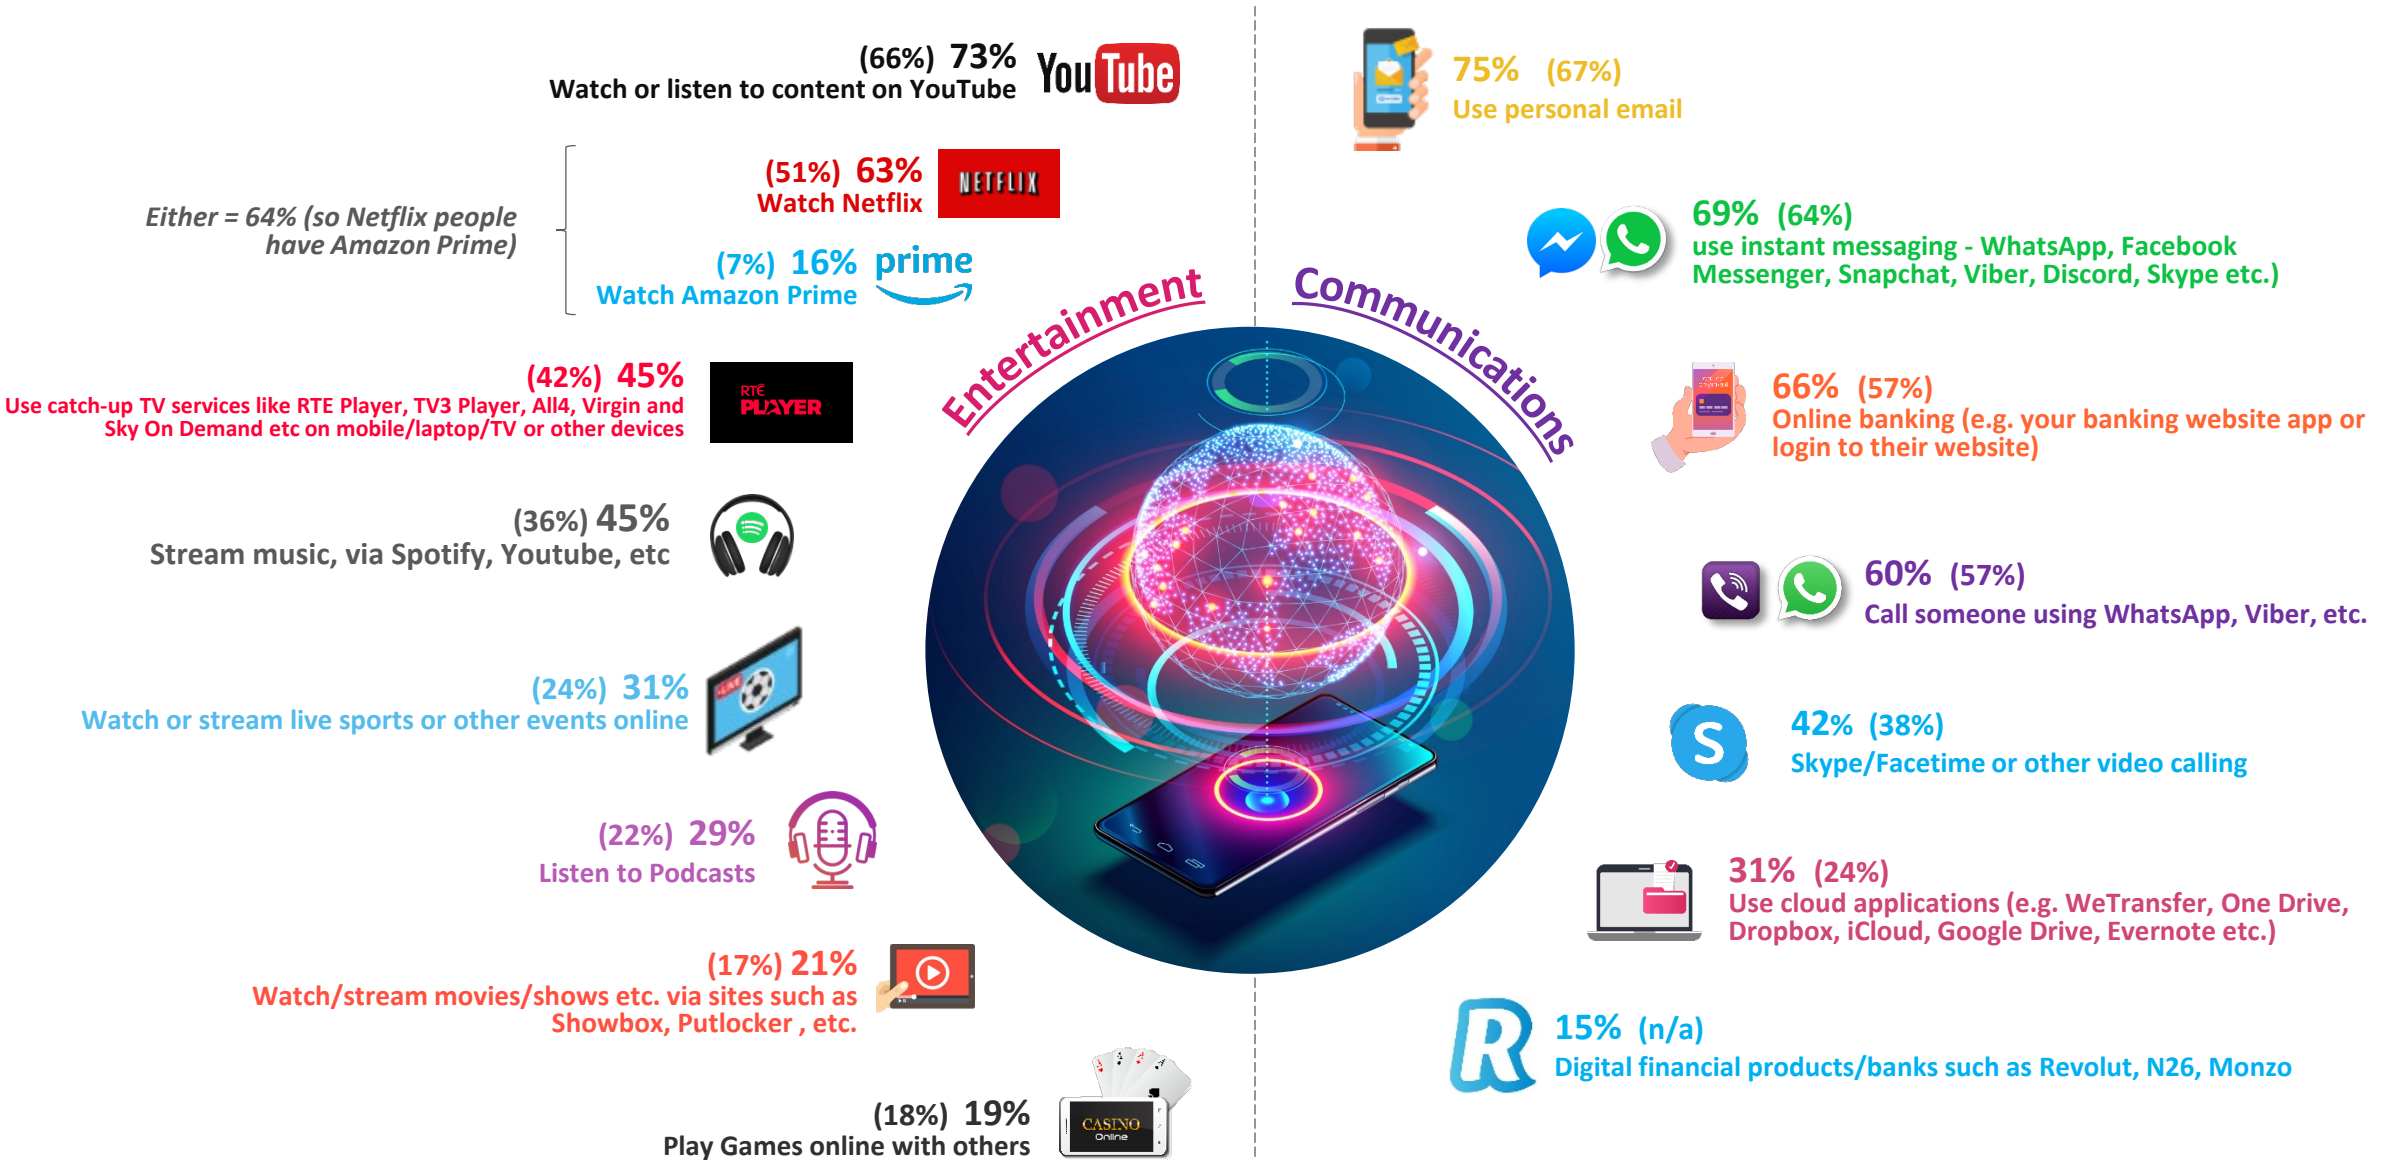 (66%) 73%
Watch or listen to content on YouTube
YouTube
(51%) 63%
Watch Netflix
NETFLIX
Either = 64% (so Netflix people
have Amazon Prime)
(7%) 16%
Watch Amazon Prime
prime
(42%) 45%
Use catch-up TV services like RTE Player, TV3 Player, All4, Virgin and
Sky On Demand etc on mobile/laptop/TV or other devices
RTÉ
PLAYER
(36%) 45%
Stream music, via Spotify, Youtube, etc
(24%) 31%
Watch or stream live sports or other events online
LIVE
(22%) 29%
Listen to Podcasts
(17%) 21%
Watch/stream movies/shows etc. via sites such as
Showbox, Putlocker , etc.
(18%) 19%
Play Games online with others
CASINO
Online
Entertainment
Communications
75% (67%)
Use personal email
69% (64%)
use instant messaging - WhatsApp, Facebook
Messenger, Snapchat, Viber, Discord, Skype etc.)
66% (57%)
Online banking (e.g. your banking website app or
login to their website)
60% (57%)
Call someone using WhatsApp, Viber, etc.
S
42% (38%)
Skype/Facetime or other video calling
31% (24%)
Use cloud applications (e.g. WeTransfer, One Drive,
Dropbox, iCloud, Google Drive, Evernote etc.)
R
15% (n/a)
Digital financial products/banks such as Revolut, N26, Monzo